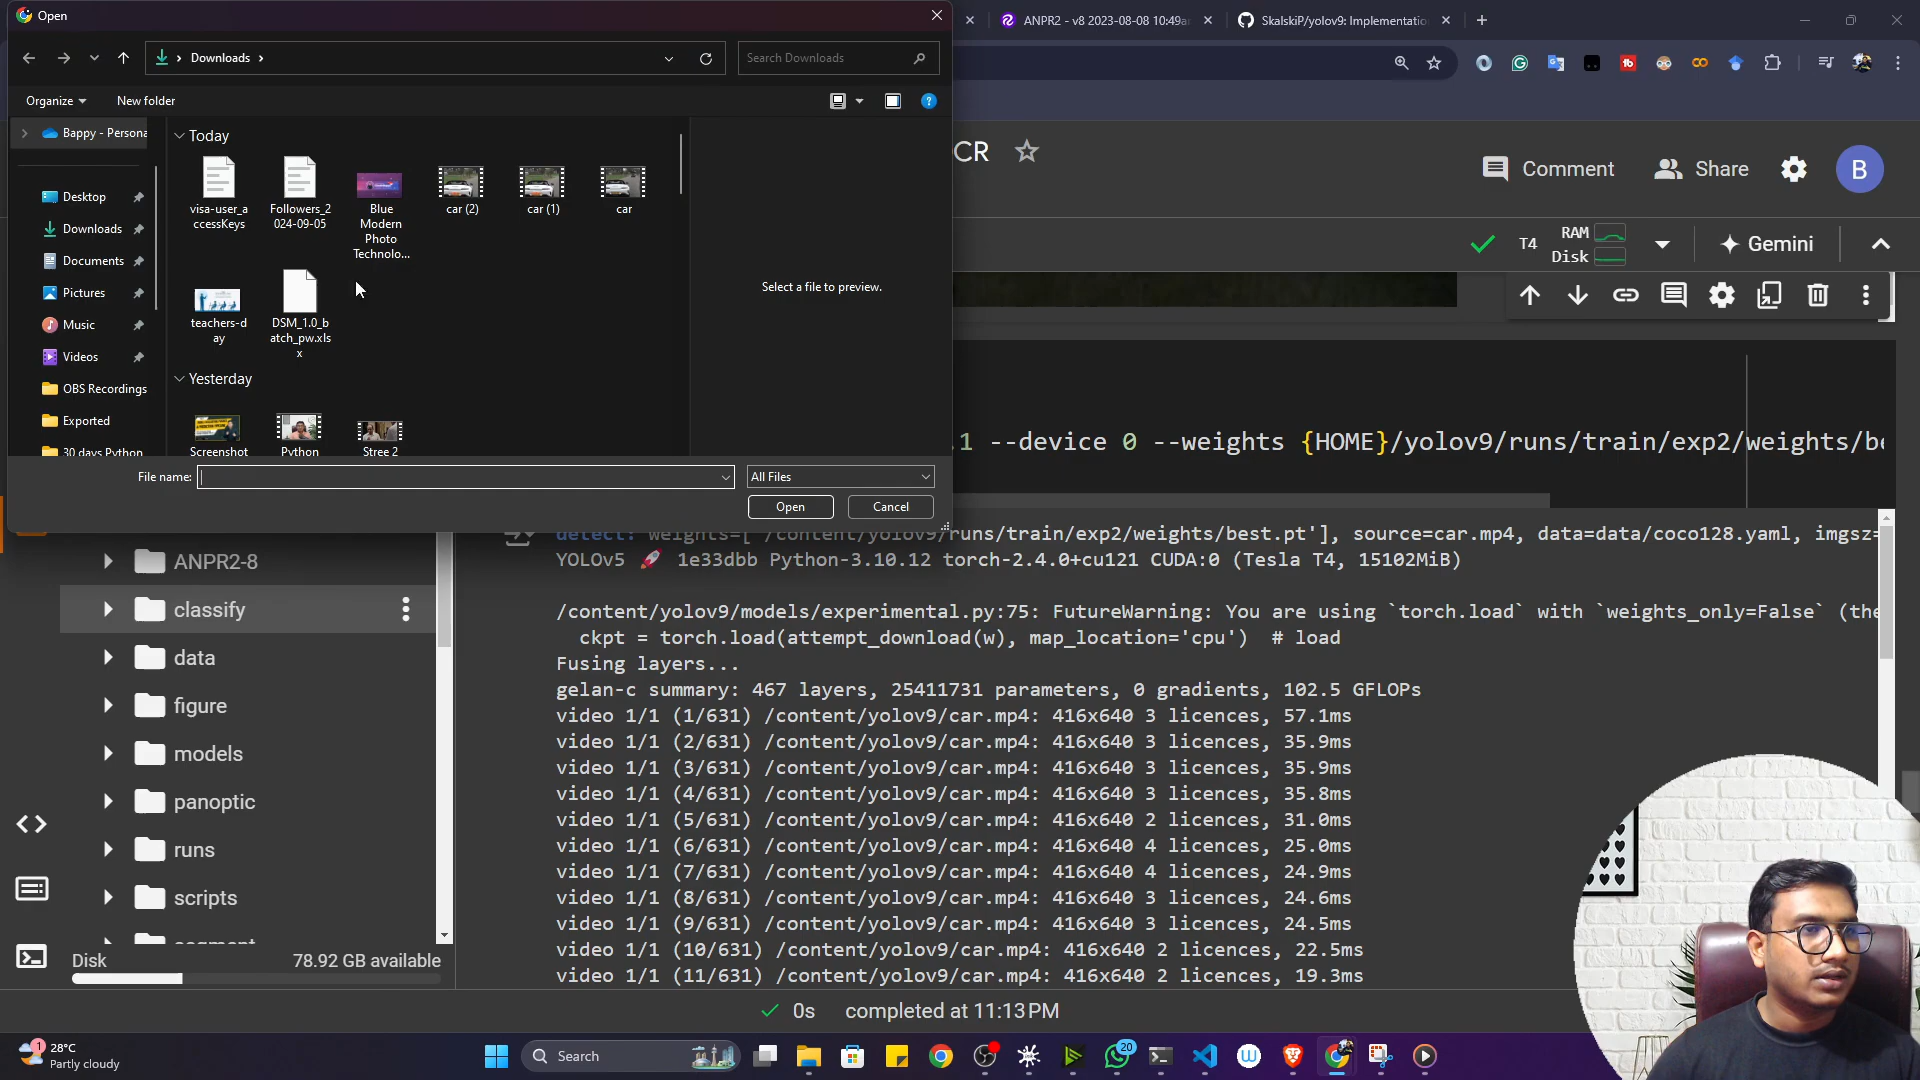 Open
Downloads
Search Downloads
Organize
New folder
Bappy - Persona
Desktop
Downloads
Documents
Pictures
Music
Videos
OBS Recordings
Exported
30 days Python
Today
visa-user_a
ccessKeys
Followers_2
024-09-05
Blue
Modern
Photo
Technolo...
car (2)
car (1)
car
teachers-d
ay
DSM_1.0_b
atch_pw.xls
x
Yesterday
Screenshot
Python
Stree 2
Select a file to preview.
File name:
All Files
Open
Cancel
ANPR2 - v8 2023-08-08 10:49a
SkalskiP/yolov9: Implementatio
CR
Comment
Share
B
T4
RAM
Disk
Gemini
.1 --device 0 --weights {HOME}/yolov9/runs/train/exp2/weights/be
detect: weights=['/content/yolov9/runs/train/exp2/weights/best.pt'], source=car.mp4, data=data/coco128.yaml, imgsz=
YOLOv5 🚀 1e33dbb Python-3.10.12 torch-2.4.0+cu121 CUDA:0 (Tesla T4, 15102MiB)
/content/yolov9/models/experimental.py:75: FutureWarning: You are using `torch.load` with `weights_only=False` (the
ckpt = torch.load(attempt_download(w), map_location='cpu')  # load
Fusing layers...
gelan-c summary: 467 layers, 25411731 parameters, 0 gradients, 102.5 GFLOPs
video 1/1 (1/631) /content/yolov9/car.mp4: 416x640 3 licences, 57.1ms
video 1/1 (2/631) /content/yolov9/car.mp4: 416x640 3 licences, 35.9ms
video 1/1 (3/631) /content/yolov9/car.mp4: 416x640 3 licences, 35.9ms
video 1/1 (4/631) /content/yolov9/car.mp4: 416x640 3 licences, 35.8ms
video 1/1 (5/631) /content/yolov9/car.mp4: 416x640 2 licences, 31.0ms
video 1/1 (6/631) /content/yolov9/car.mp4: 416x640 4 licences, 25.0ms
video 1/1 (7/631) /content/yolov9/car.mp4: 416x640 4 licences, 24.9ms
video 1/1 (8/631) /content/yolov9/car.mp4: 416x640 3 licences, 24.6ms
video 1/1 (9/631) /content/yolov9/car.mp4: 416x640 3 licences, 24.5ms
video 1/1 (10/631) /content/yolov9/car.mp4: 416x640 2 licences, 22.5ms
video 1/1 (11/631) /content/yolov9/car.mp4: 416x640 2 licences, 19.3ms
ANPR2-8
classify
data
figure
models
panoptic
runs
scripts
Disk
78.92 GB available
0s completed at 11:13 PM
1
28°C
Partly cloudy
Search
20